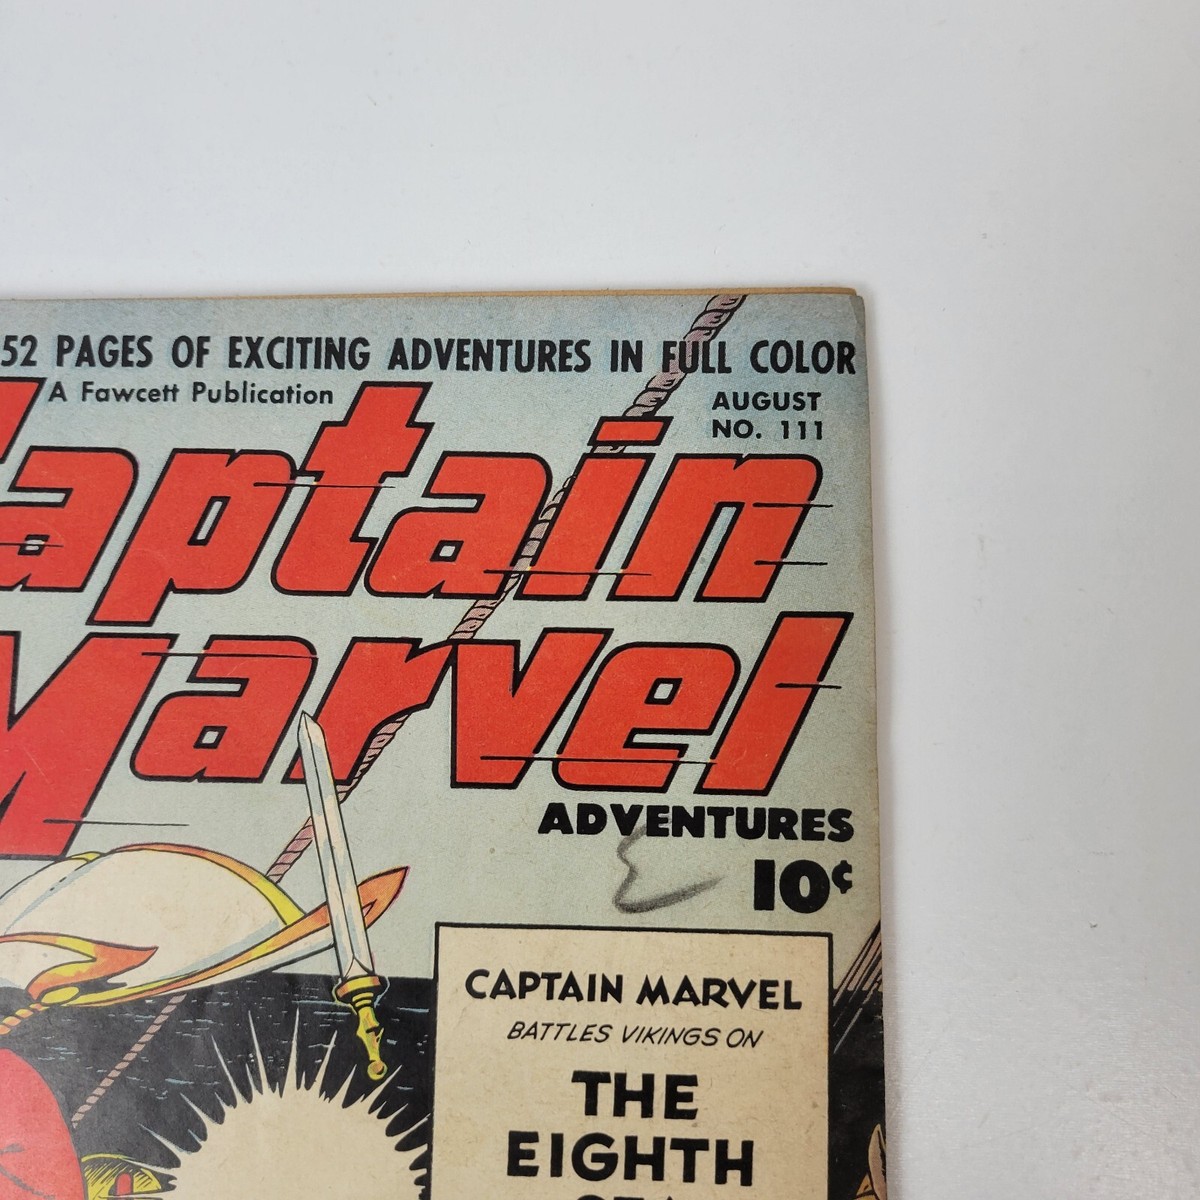 52 PAGES OF EXCITING ADVENTURES IN FULL COLOR
A Fawcett Publication
AUGUST
NO. 111
Captain
Marvel
ADVENTURES
10¢
CAPTAIN MARVEL
BATTLES VIKINGS ON
THE
EIGHTH
SEA